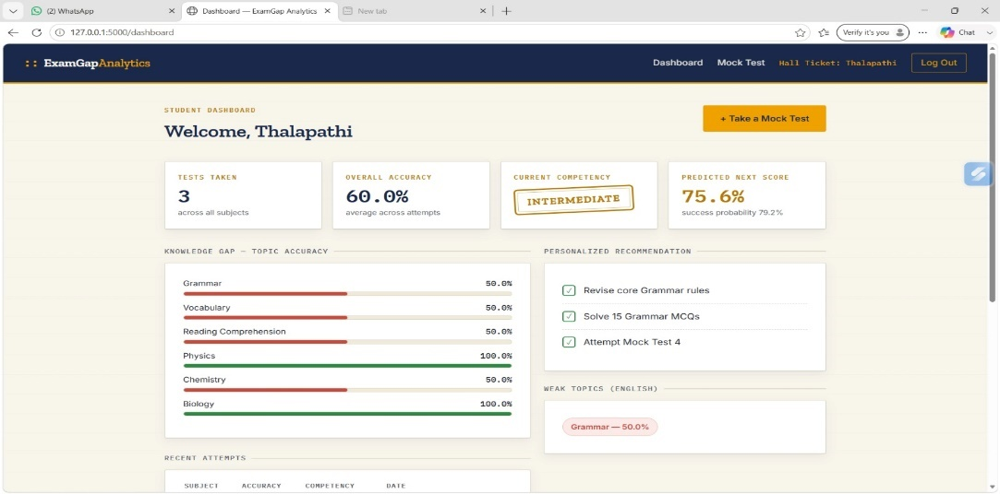 (2) WhatsApp
Dashboard — ExamGap Analytics
New tab
127.0.0.1:5000/dashboard
Verify it's you
Chat
ExamGapAnalytics
Dashboard
Mock Test
Hall Ticket: Thalapathi
Log Out
STUDENT DASHBOARD
Welcome, Thalapathi
+ Take a Mock Test
TESTS TAKEN
3
across all subjects
OVERALL ACCURACY
60.0%
average across attempts
CURRENT COMPETENCY
INTERMEDIATE
PREDICTED NEXT SCORE
75.6%
success probability 79.2%
KNOWLEDGE GAP — TOPIC ACCURACY
Grammar 50.0%
Vocabulary 50.0%
Reading Comprehension 50.0%
Physics 100.0%
Chemistry 50.0%
Biology 100.0%
PERSONALIZED RECOMMENDATION
Revise core Grammar rules
Solve 15 Grammar MCQs
Attempt Mock Test 4
WEAK TOPICS (ENGLISH)
Grammar — 50.0%
RECENT ATTEMPTS
SUBJECT ACCURACY COMPETENCY DATE